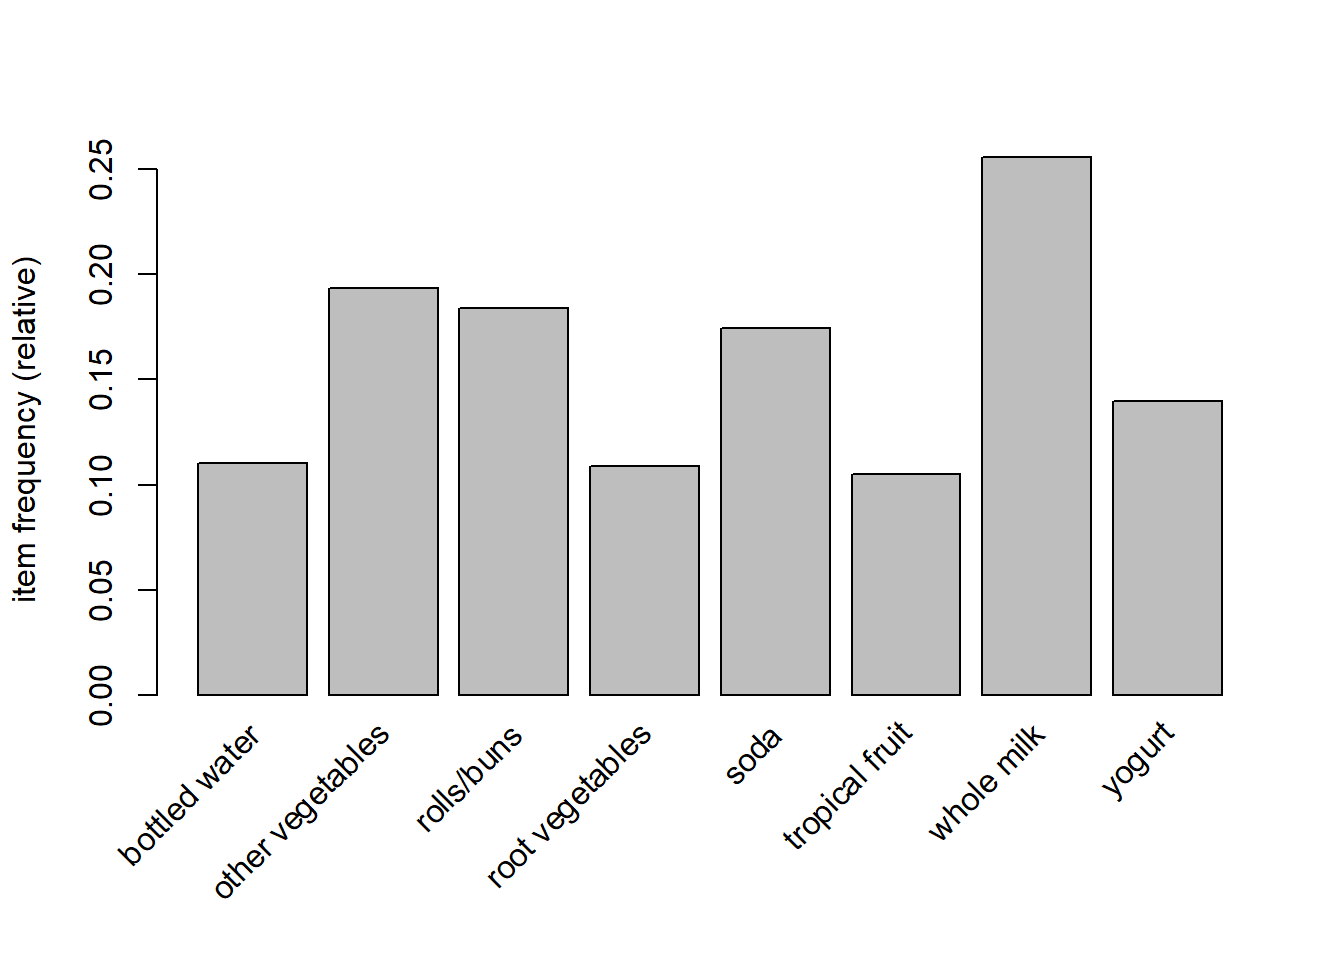 item frequency (relative)
0.25
0.20
0.15
0.10
0.05
0.00
bottled water
other vegetables
rolls/buns
root vegetables
soda
tropical fruit
whole milk
yogurt